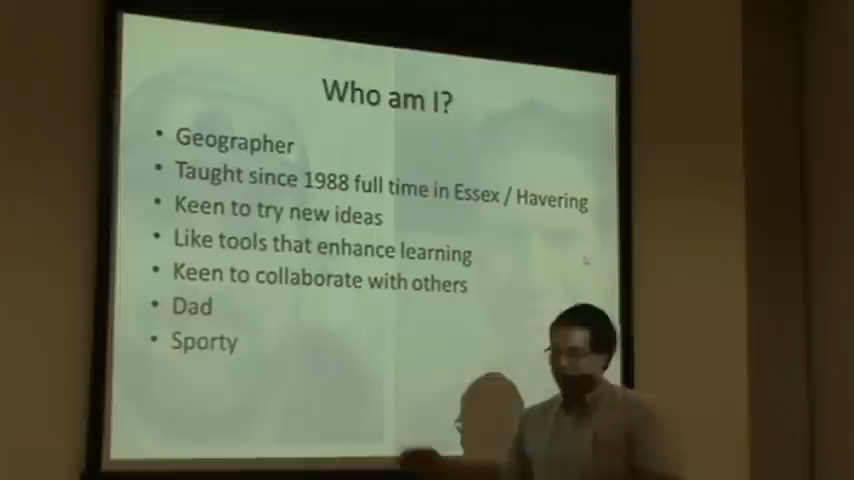 Who am I?
• Geographer
• Taught since 1988 full time in Essex / Havering
• Keen to try new ideas
• Like tools that enhance learning
• Keen to collaborate with others
• Dad
• Sporty